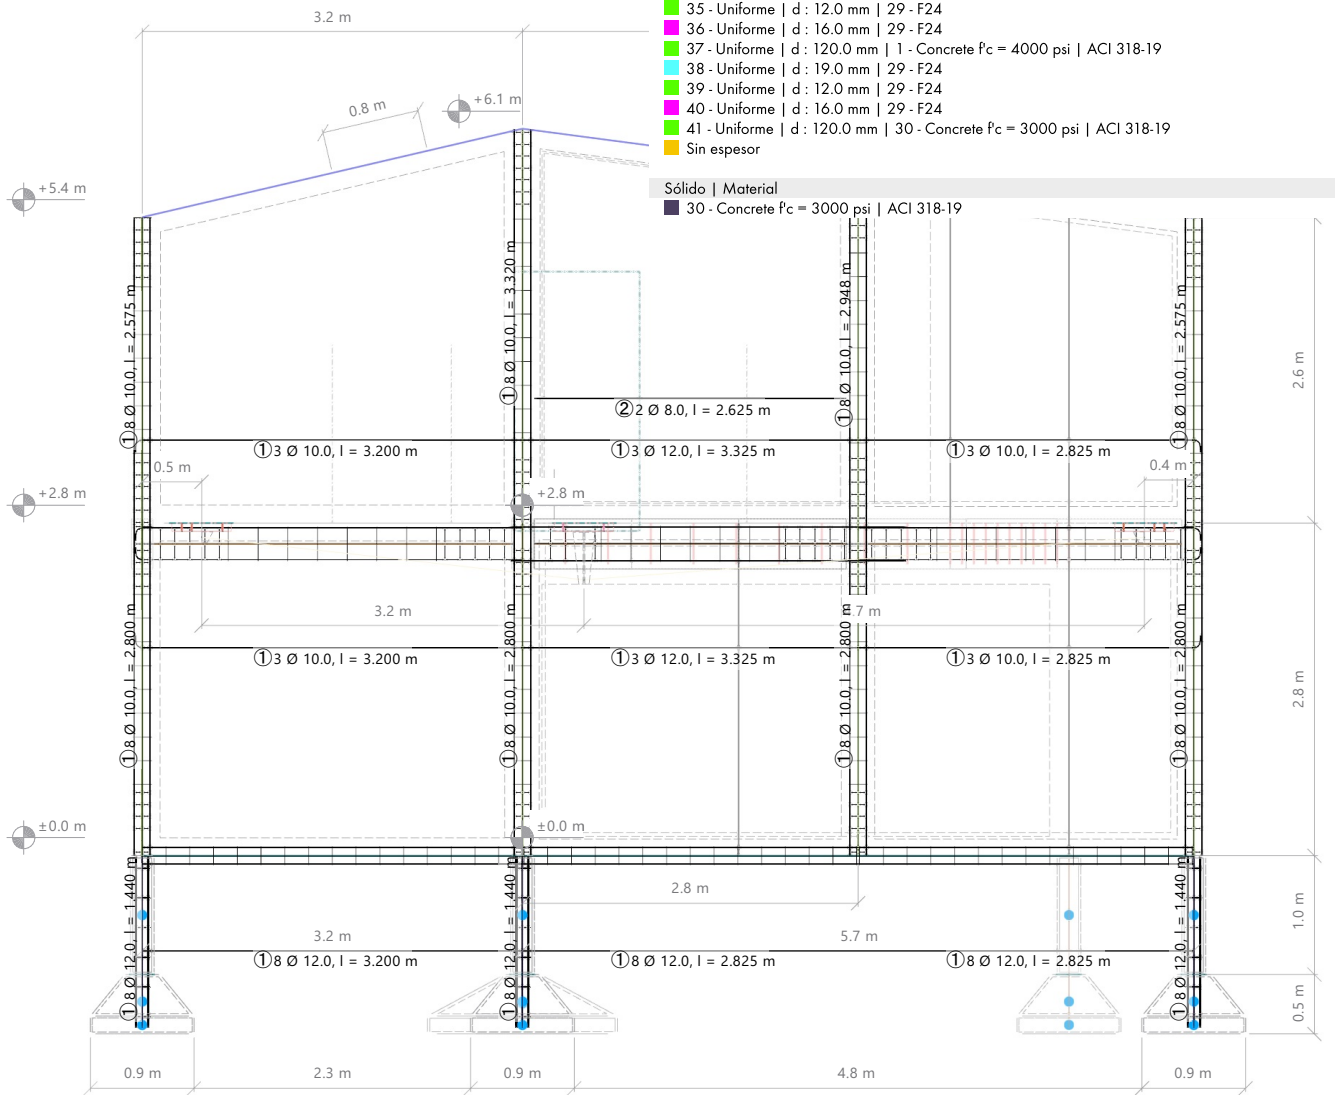 35 - Uniforme | d : 12.0 mm | 29 - F24
36 - Uniforme | d : 16.0 mm | 29 - F24
37 - Uniforme | d : 120.0 mm | 1 - Concrete f'c = 4000 psi | ACI 318-19
38 - Uniforme | d : 19.0 mm | 29 - F24
39 - Uniforme | d : 12.0 mm | 29 - F24
40 - Uniforme | d : 16.0 mm | 29 - F24
41 - Uniforme | d : 120.0 mm | 30 - Concrete f'c = 3000 psi | ACI 318-19
Sin espesor
Sólido | Material
30 - Concrete f'c = 3000 psi | ACI 318-19
3.2 m
0.8 m
+6.1 m
+5.4 m
①8 Ø 10.0, l = 2.575 m
①8 Ø 10.0, l = 3.320 m
①8 Ø 10.0, l = 2.948 m
①8 Ø 10.0, l = 2.575 m
2.6 m
②2 Ø 8.0, l = 2.625 m
①3 Ø 10.0, l = 3.200 m
①3 Ø 12.0, l = 3.325 m
①3 Ø 10.0, l = 2.825 m
0.5 m
0.4 m
+2.8 m
+2.8 m
3.2 m
.7 m
①8 Ø 10.0, l = 2.800 m
①8 Ø 10.0, l = 2.800 m
①8 Ø 10.0, l = 2.800 m
①8 Ø 10.0, l = 2.800 m
2.8 m
①3 Ø 10.0, l = 3.200 m
①3 Ø 12.0, l = 3.325 m
①3 Ø 10.0, l = 2.825 m
±0.0 m
±0.0 m
2.8 m
①8 Ø 12.0, l = 1.440 m
①8 Ø 12.0, l = 1.440 m
①8 Ø 12.0, l = 1.440 m
1.0 m
3.2 m
5.7 m
①8 Ø 12.0, l = 3.200 m
①8 Ø 12.0, l = 2.825 m
①8 Ø 12.0, l = 2.825 m
0.5 m
0.9 m
2.3 m
0.9 m
4.8 m
0.9 m